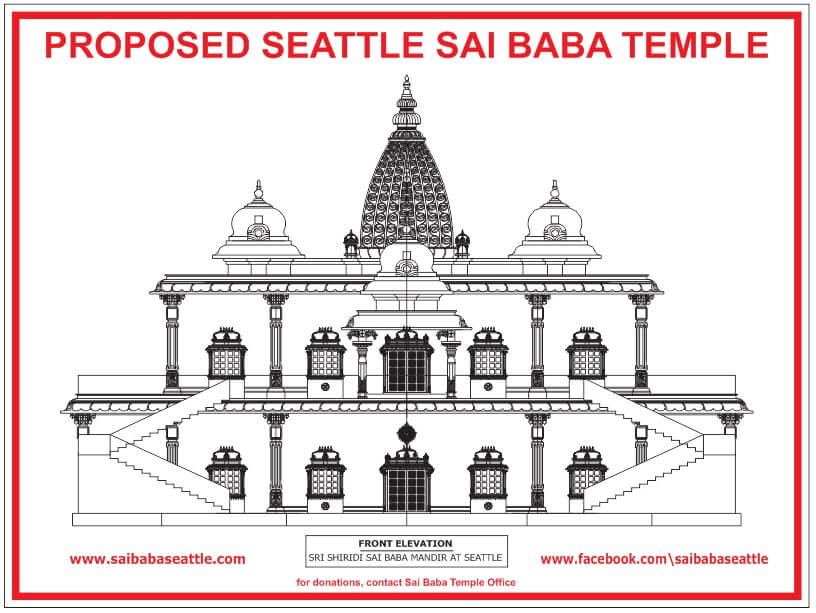 PROPOSED SEATTLE SAI BABA TEMPLE
FRONT ELEVATION
SRI SHIRIDI SAI BABA MANDIR AT SEATTLE
www.saibabaseattle.com
www.facebook.com\saibabaseattle
for donations, contact Sai Baba Temple Office